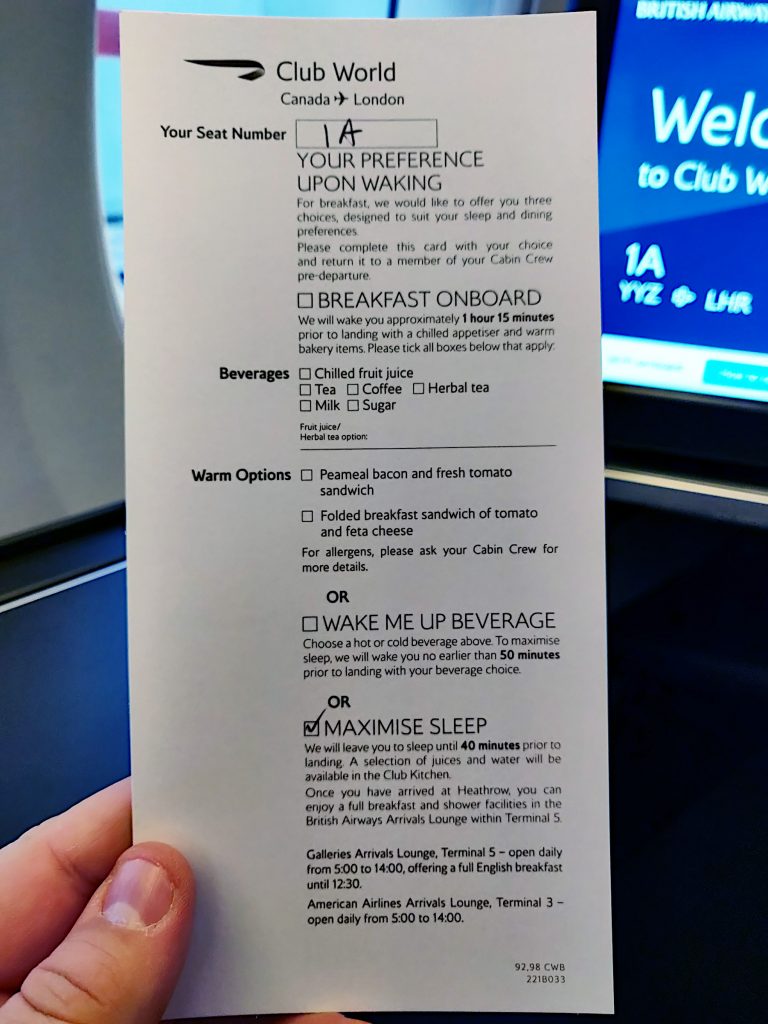 Club World
Canada ✈ London
Your Seat Number 1A
YOUR PREFERENCE
UPON WAKING
For breakfast, we would like to offer you three
choices, designed to suit your sleep and dining
preferences.
Please complete this card with your choice
and return it to a member of your Cabin Crew
pre-departure.
☐ BREAKFAST ONBOARD
We will wake you approximately 1 hour 15 minutes
prior to landing with a chilled appetiser and warm
bakery items. Please tick all boxes below that apply:
Beverages ☐ Chilled fruit juice
☐ Tea ☐ Coffee ☐ Herbal tea
☐ Milk ☐ Sugar
Fruit juice/
Herbal tea option:
Warm Options ☐ Peameal bacon and fresh tomato
sandwich
☐ Folded breakfast sandwich of tomato
and feta cheese
For allergens, please ask your Cabin Crew for
more details.
OR
☐ WAKE ME UP BEVERAGE
Choose a hot or cold beverage above. To maximise
sleep, we will wake you no earlier than 50 minutes
prior to landing with your beverage choice.
OR
☑ MAXIMISE SLEEP
We will leave you to sleep until 40 minutes prior to
landing. A selection of juices and water will be
available in the Club Kitchen.
Once you have arrived at Heathrow, you can
enjoy a full breakfast and shower facilities in the
British Airways Arrivals Lounge within Terminal 5.
Galleries Arrivals Lounge, Terminal 5 – open daily
from 5:00 to 14:00, offering a full English breakfast
until 12:30.
American Airlines Arrivals Lounge, Terminal 3 –
open daily from 5:00 to 14:00.
92,98 CWB
221B033
BRITISH AIRWAY
Welc
to Club W
1A
YYZ LHR